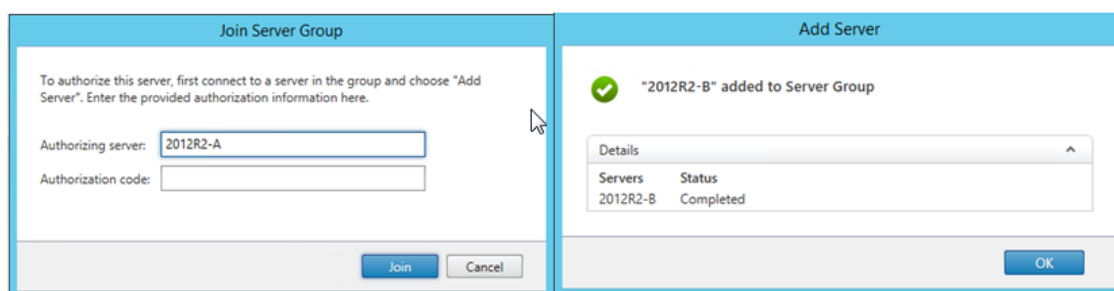 Join Server Group
To authorize this server, first connect to a server in the group and choose "Add
Server". Enter the provided authorization information here.
Authorizing server: 2012R2-A
Authorization code:
Join Cancel
Add Server
"2012R2-B" added to Server Group
Details
Servers Status
2012R2-B Completed
OK